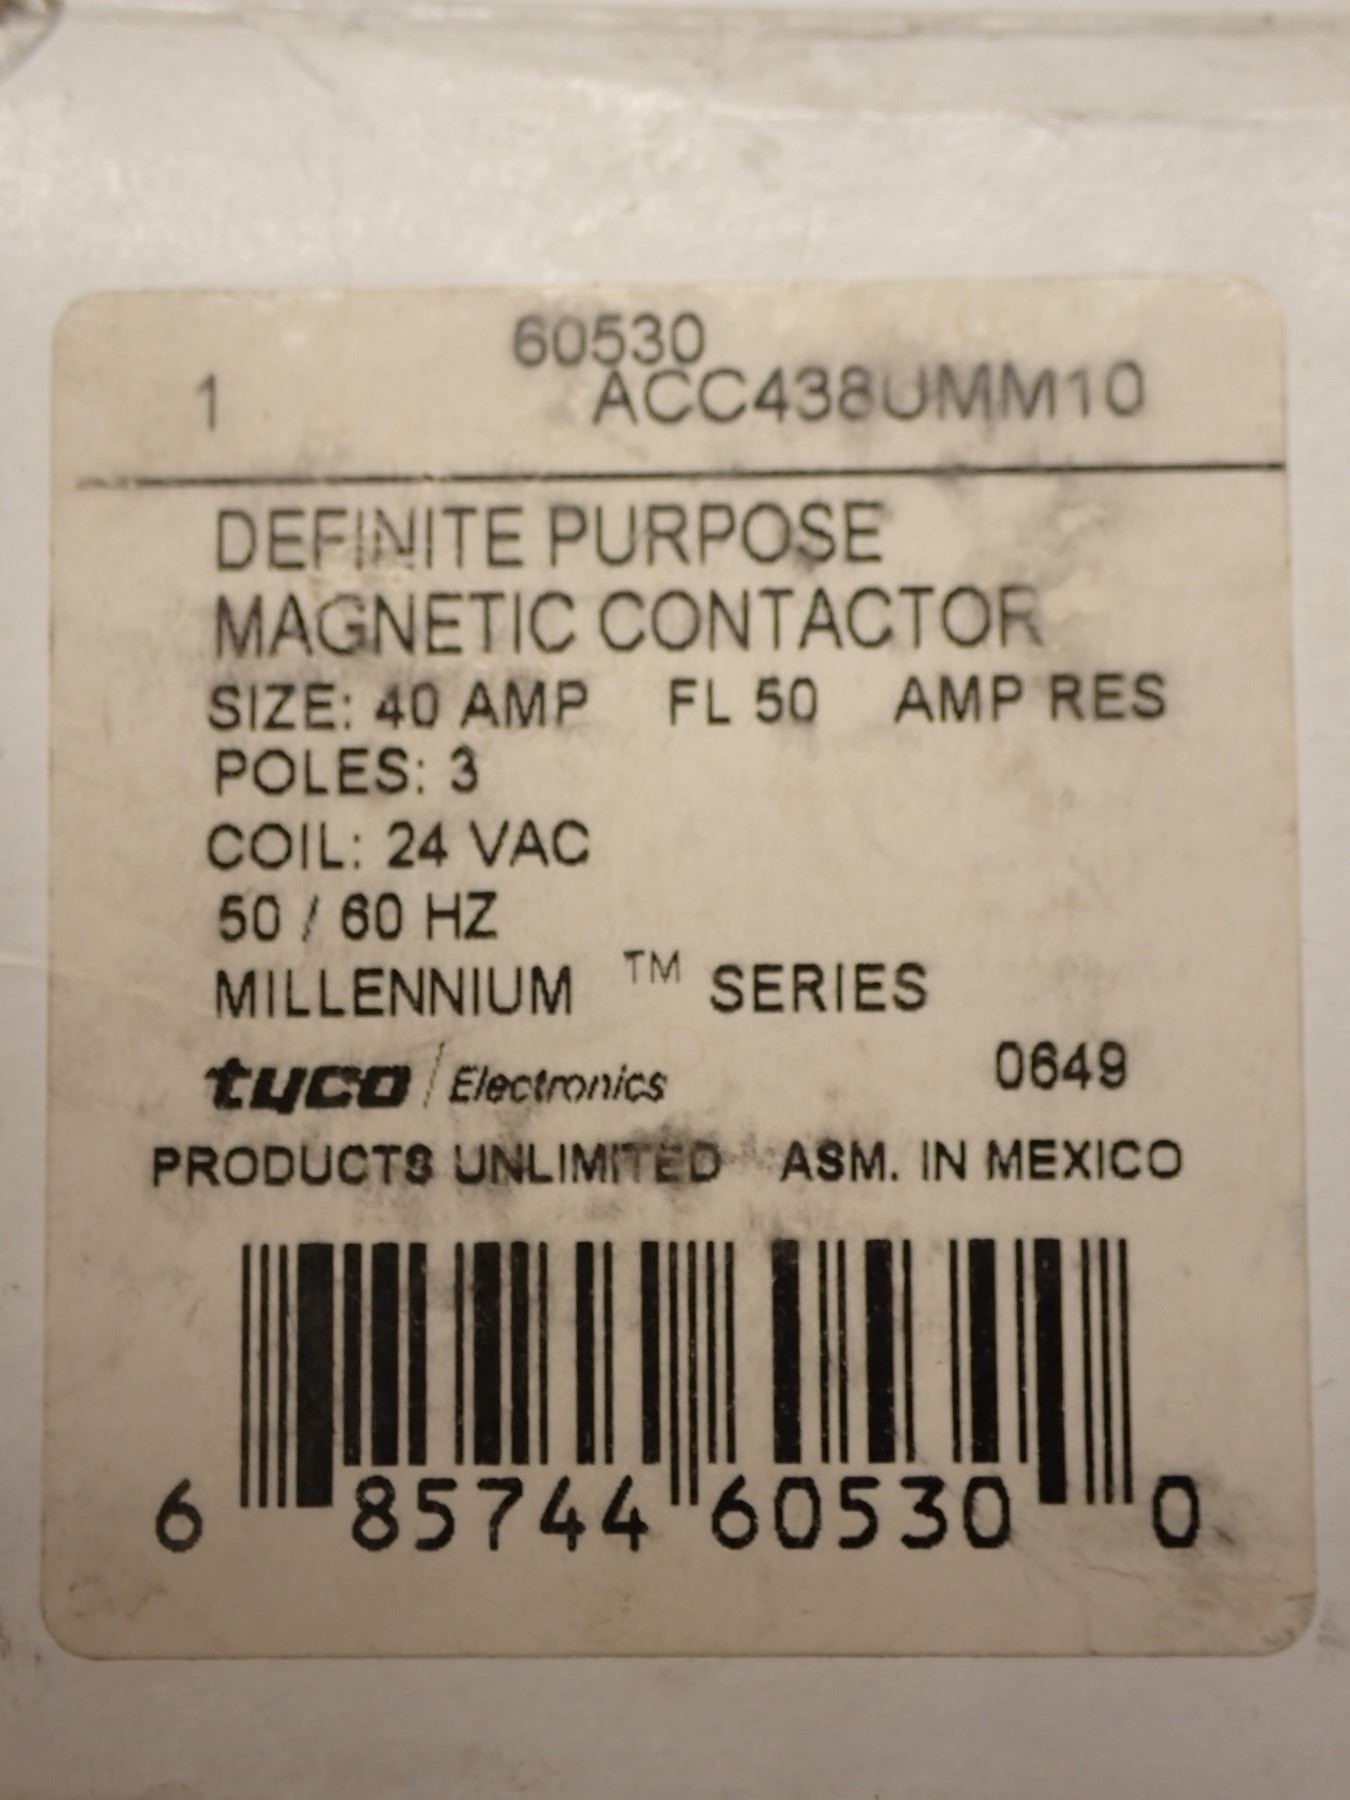 60530
1 ACC438UMM10
DEFINITE PURPOSE
MAGNETIC CONTACTOR
SIZE: 40 AMP FL 50 AMP RES
POLES: 3
COIL: 24 VAC
50 / 60 HZ
MILLENNIUM ™ SERIES
tyco / Electronics 0649
PRODUCTS UNLIMITED ASM. IN MEXICO
6 85744 60530 0